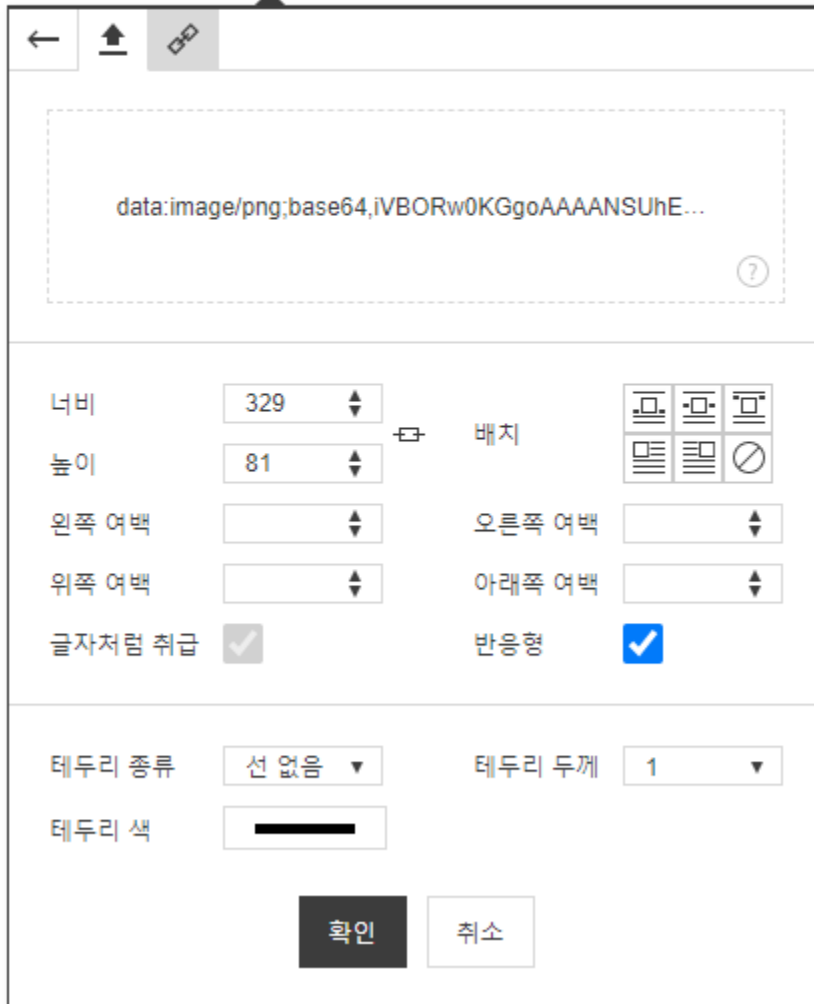 data:image/png;base64,iVBORw0KGgoAAAANSUhE...
?
너비 329
높이 81
배치
왼쪽 여백
오른쪽 여백
위쪽 여백
아래쪽 여백
글자처럼 취급
반응형
테두리 종류 선 없음 ▼
테두리 두께 1 ▼
테두리 색
확인 취소